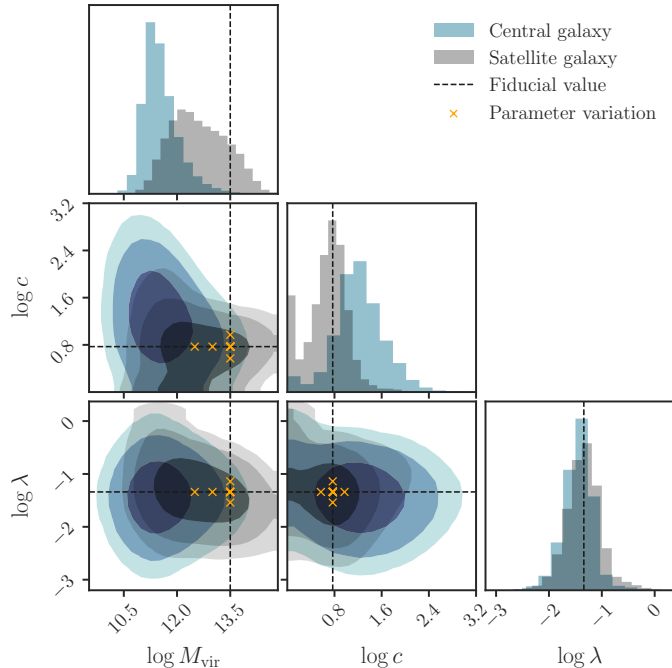 Central galaxy
Satellite galaxy
Fiducial value
Parameter variation
3.2
2.4
1.6
0.8
log c
0
−1
−2
−3
log λ
10.5 12.0 13.5
0.8 1.6 2.4 3.2
−3 −2 −1 0
log M_vir
log c
log λ